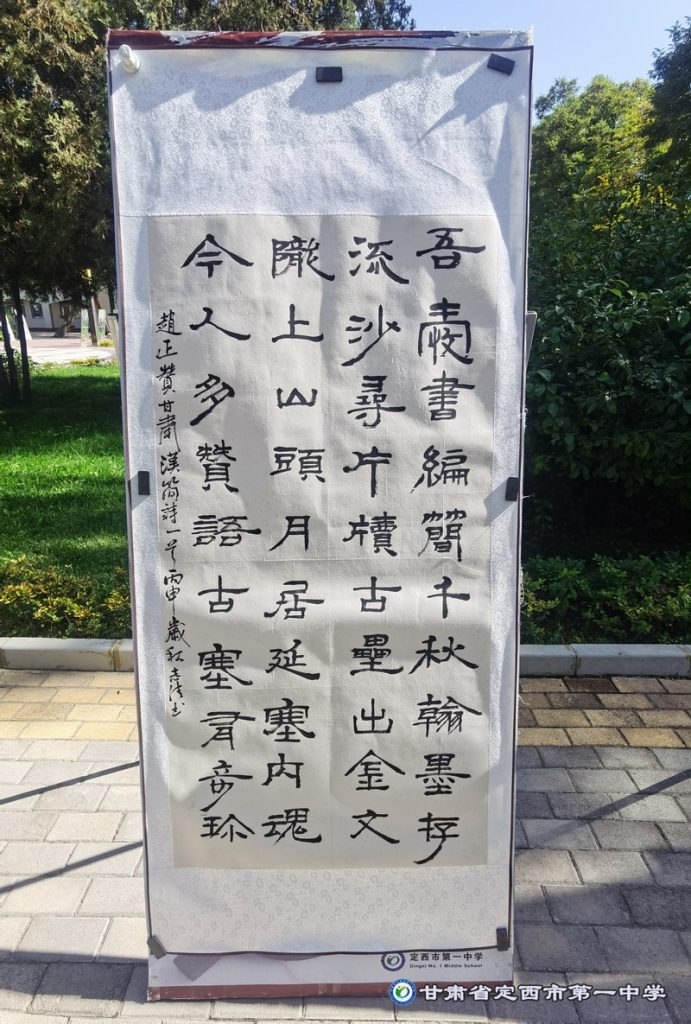 吾愛書編簡千秋翰墨存
流沙尋片牘古壘出金文
隴上山頭月居延塞内魂
今人多贊語古塞有奇珍
趙正贊甘肅漢簡詩一首丙申歲秋
定西市第一中学
Dingxi No. 1 Middle School
甘肃省定西市第一中学